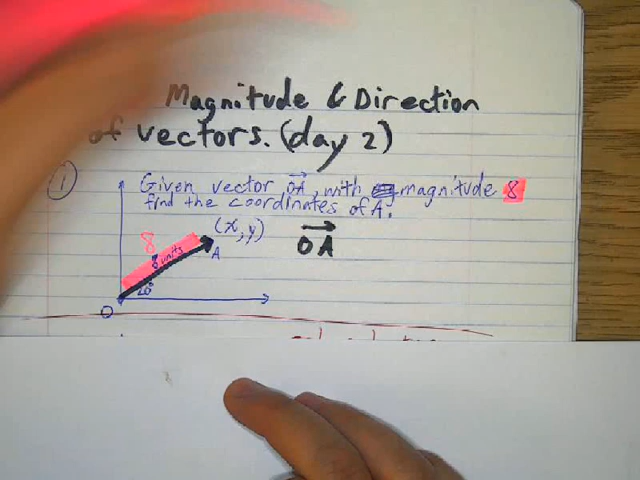 Magnitude & Direction
of vectors. (day 2)
1 Given vector OA, with magnitude 8
find the coordinates of A.
(x, y)
8
8 units
A
OA
O